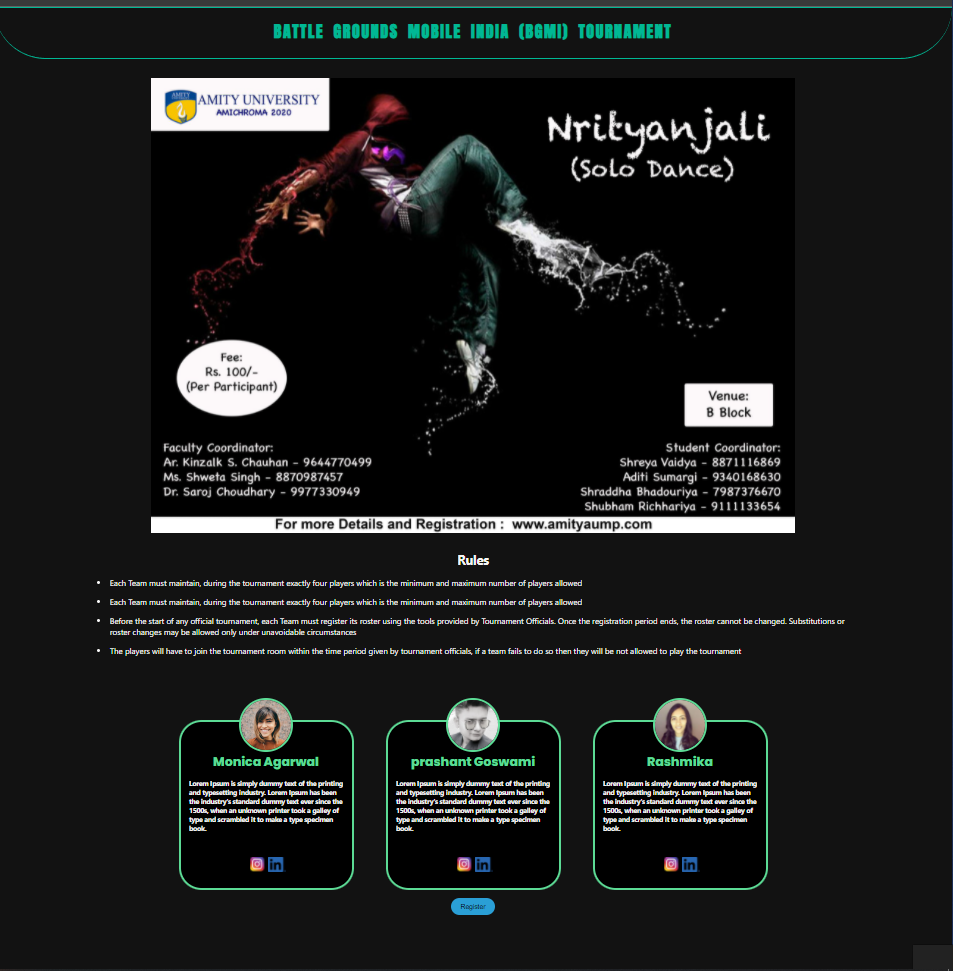 BATTLE GROUNDS MOBILE INDIA (BGMI) TOURNAMENT
AMITY
AMITY UNIVERSITY
AMICHROMA 2020
Nrityanjali
(Solo Dance)
Fee:
Rs. 100/-
(Per Participant)
Venue:
B Block
Faculty Coordinator:
Ar. Kinzalk S. Chauhan - 9644770499
Ms. Shweta Singh - 8870987457
Dr. Saroj Choudhary - 9977330949
Student Coordinator:
Shreya Vaidya - 8871116869
Aditi Sumargi - 9340168630
Shraddha Bhadouriya - 7987376670
Shubham Richhariya - 9111133654
For more Details and Registration : www.amityaump.com
Rules
• Each Team must maintain, during the tournament exactly four players which is the minimum and maximum number of players allowed
• Each Team must maintain, during the tournament exactly four players which is the minimum and maximum number of players allowed
• Before the start of any official tournament, each Team must register its roster using the tools provided by Tournament Officials. Once the registration period ends, the roster cannot be changed. Substitutions or
roster changes may be allowed only under unavoidable circumstances
• The players will have to join the tournament room within the time period given by tournament officials, if a team fails to do so then they will be not allowed to play the tournament
Monica Agarwal
Lorem Ipsum is simply dummy text of the printing
and typesetting industry. Lorem Ipsum has been
the industry's standard dummy text ever since the
1500s, when an unknown printer took a galley of
type and scrambled it to make a type specimen
book.
in
prashant Goswami
Lorem Ipsum is simply dummy text of the printing
and typesetting industry. Lorem Ipsum has been
the industry's standard dummy text ever since the
1500s, when an unknown printer took a galley of
type and scrambled it to make a type specimen
book.
in
Rashmika
Lorem Ipsum is simply dummy text of the printing
and typesetting industry. Lorem Ipsum has been
the industry's standard dummy text ever since the
1500s, when an unknown printer took a galley of
type and scrambled it to make a type specimen
book.
in
Register